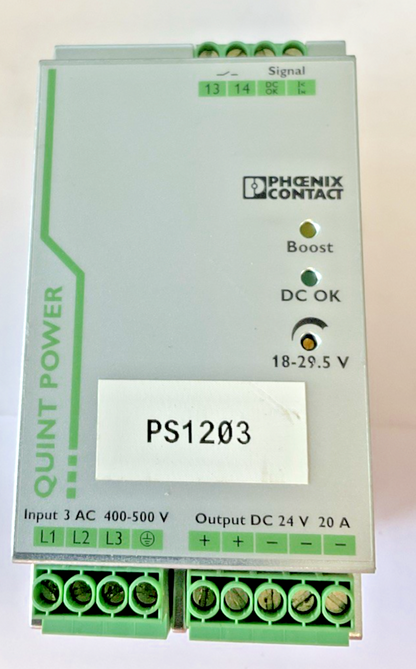 Signal
13 14 DC OK I< IN
PHOENIX
CONTACT
Boost
DC OK
18-29.5 V
QUINT POWER
PS1203
Input 3 AC 400-500 V
L1 L2 L3
Output DC 24 V 20 A
+ + − − −